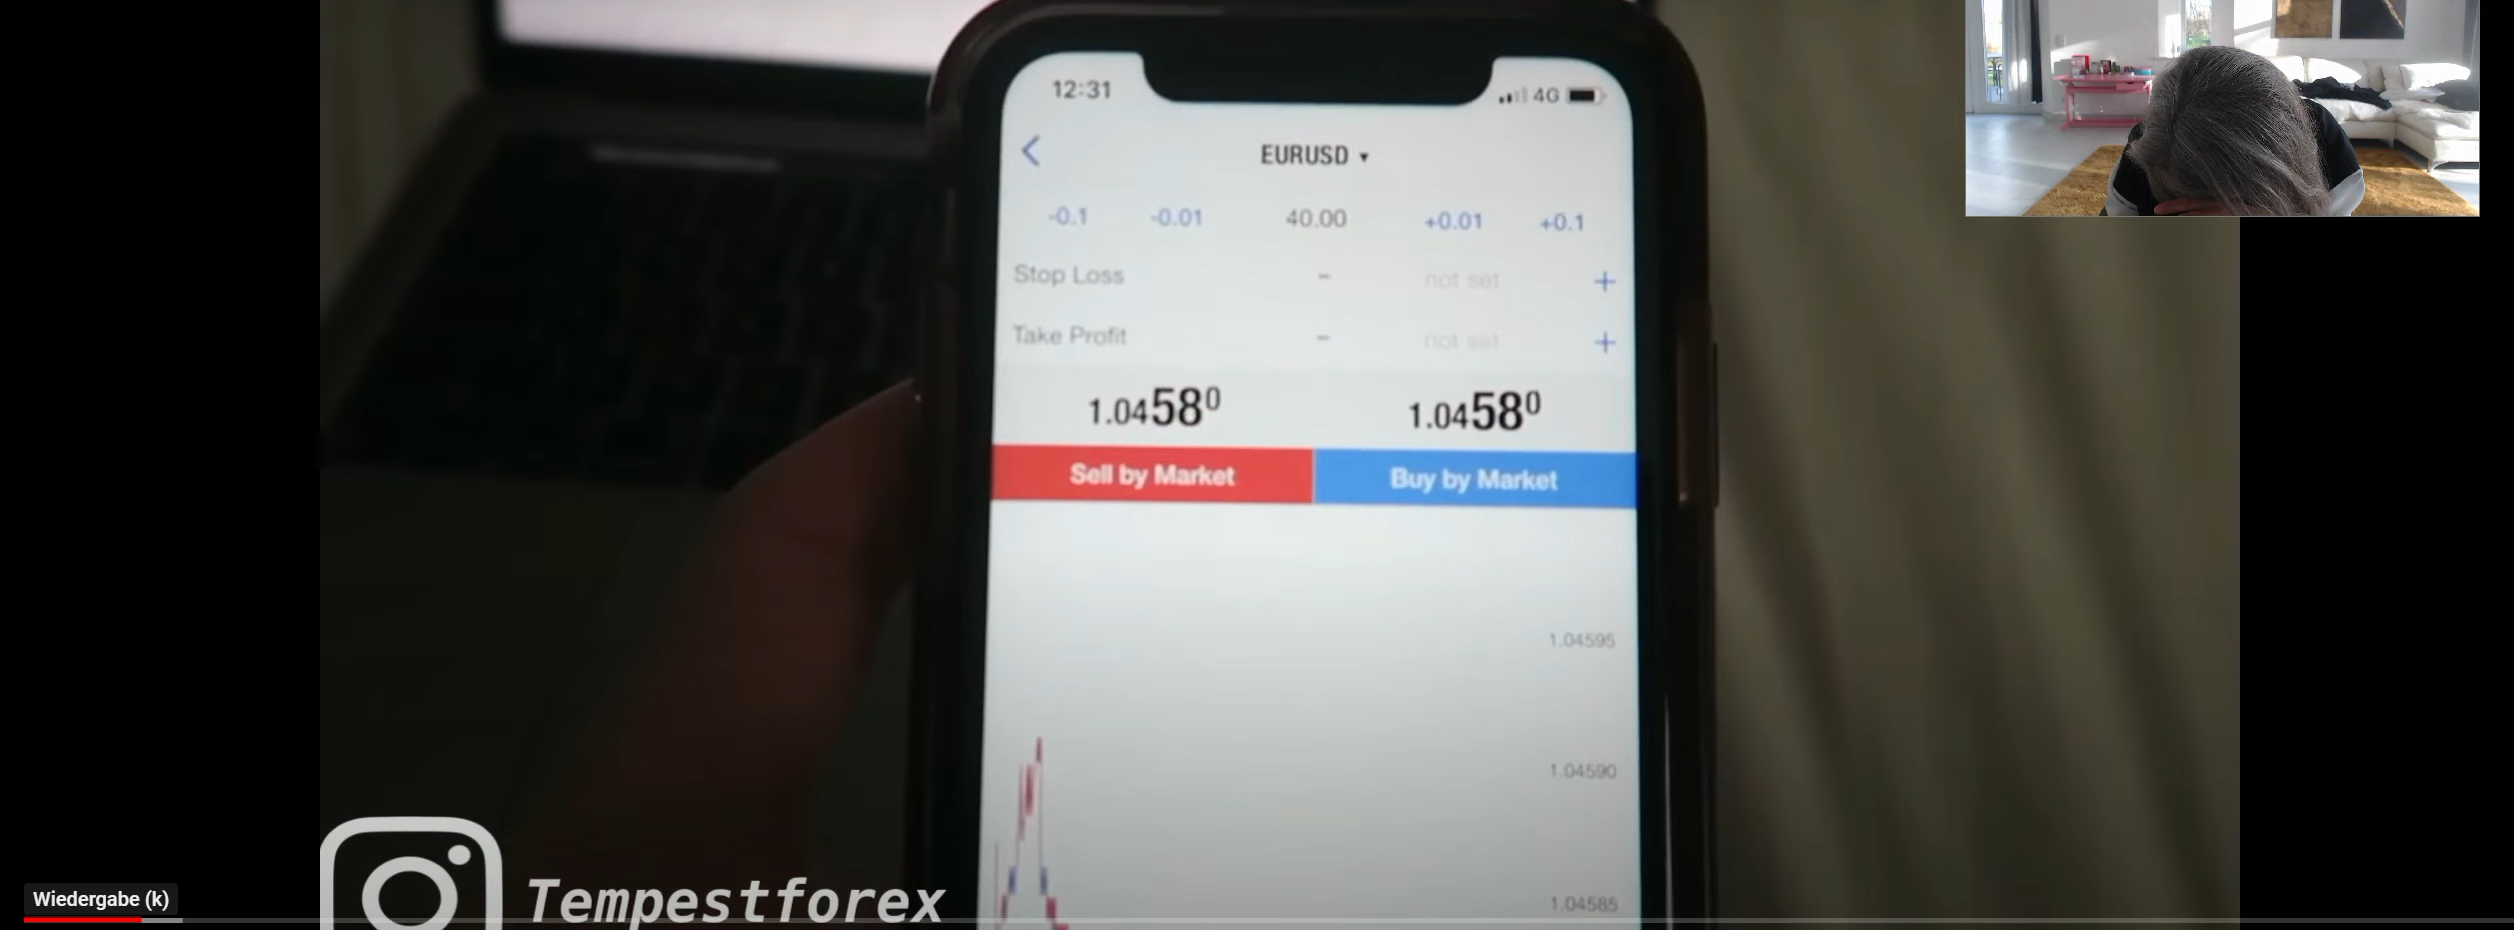 12:31
4G
EURUSD
-0.1 -0.01 40.00 +0.01 +0.1
Stop Loss - not set +
Take Profit - not set +
1.04580 1.04580
Sell by Market Buy by Market
1.04595
1.04590
1.04585
Wiedergabe (k)
Tempestforex